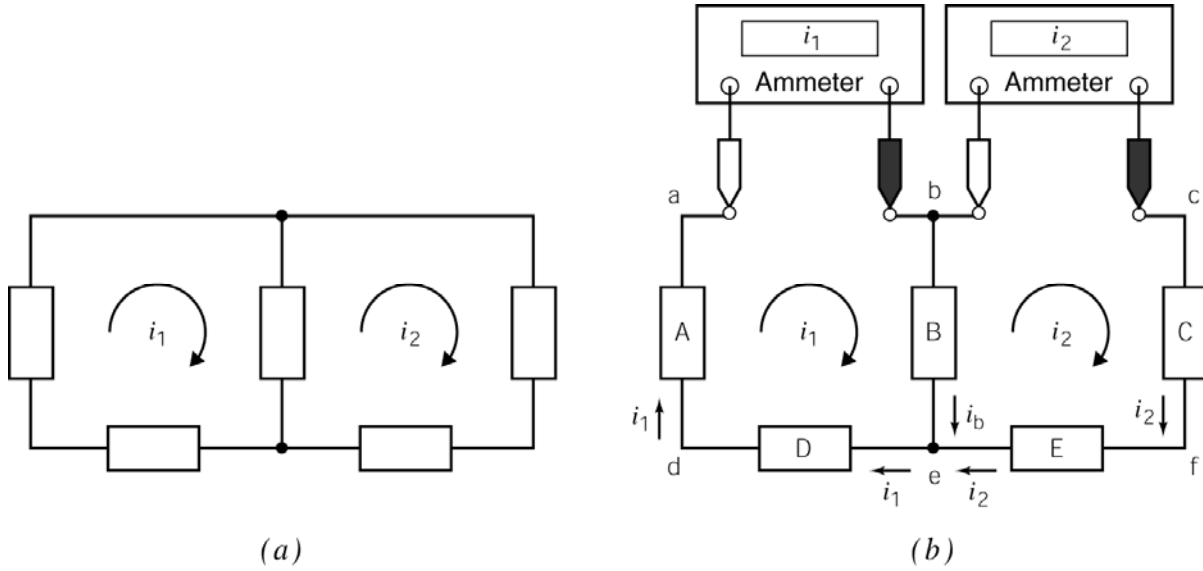 i1 i2
Ammeter Ammeter
a b c
i1 i2
A B C
i1 i2
i1 ib i2
D E
d e f
i1 i2
(a) (b)